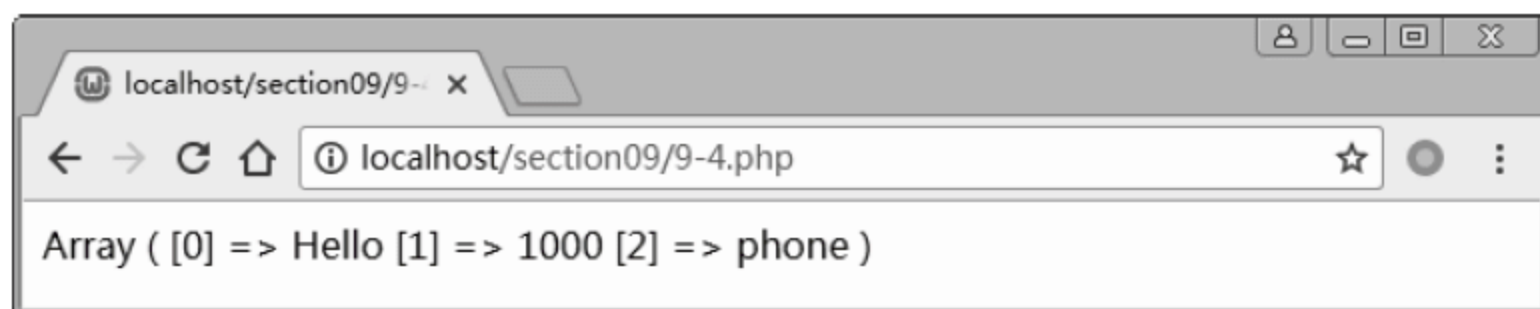 localhost/section09/9-
localhost/section09/9-4.php
Array ( [0] => Hello [1] => 1000 [2] => phone )